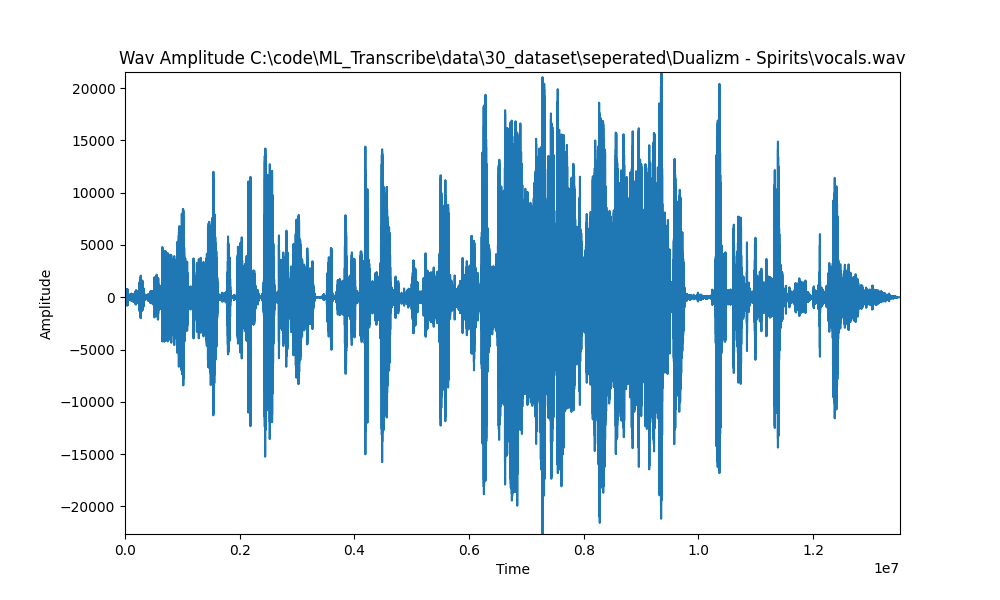 Wav Amplitude C:\code\ML_Transcribe\data\30_dataset\seperated\Dualizm - Spirits\vocals.wav
20000
15000
10000
5000
0
−5000
−10000
−15000
−20000
Amplitude
0.0 0.2 0.4 0.6 0.8 1.0 1.2
1e7
Time